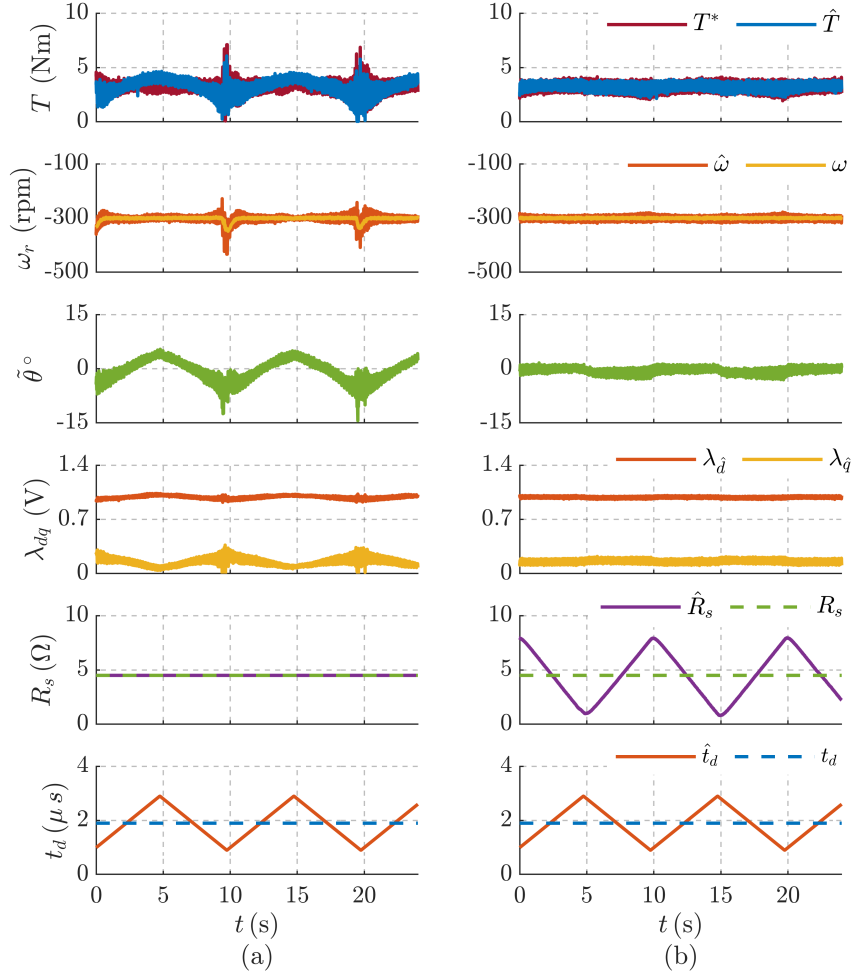 10 5 0 T (Nm) T* T̂ 10 5 0
-100 -300 -500 ω_r (rpm) ω̂ ω -100 -300 -500
15 0 -15 θ̃° 15 0 -15
1.4 0.7 0 λ_dq (V) λ_d̂ λ_q̂ 1.4 0.7 0
10 5 0 R_s (Ω) R̂_s R_s 10 5 0
4 2 0 t_d (μ s) t̂_d t_d 4 2 0
0 5 10 15 20 0 5 10 15 20
t (s) t (s)
(a) (b)